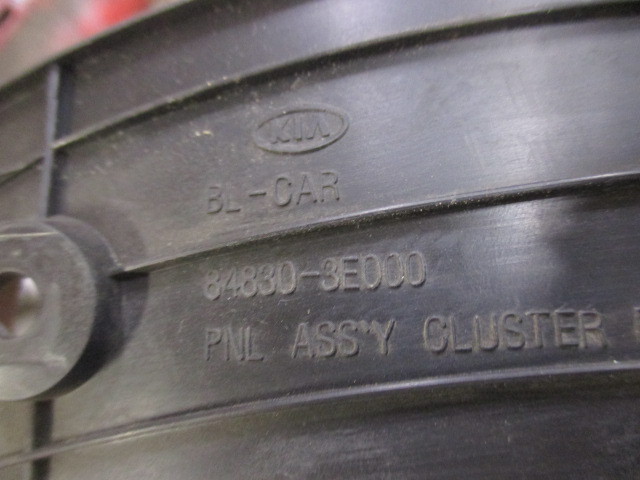 KIA
BL-CAR
84830-3E000
PNL ASS'Y CLUSTER